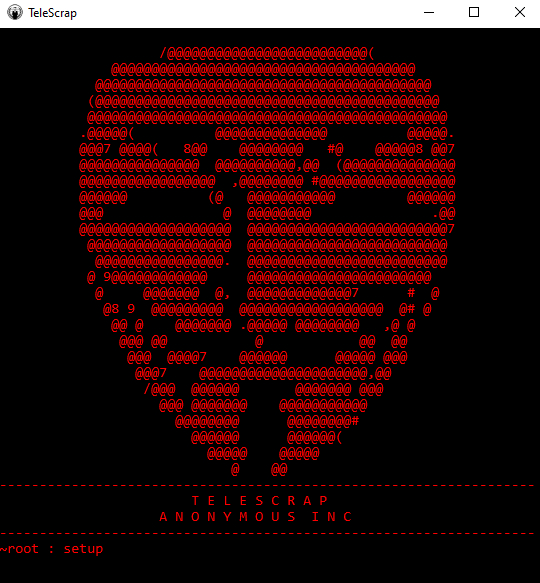 TeleScrap
T E L E S C R A P
A N O N Y M O U S  I N C
~root : setup